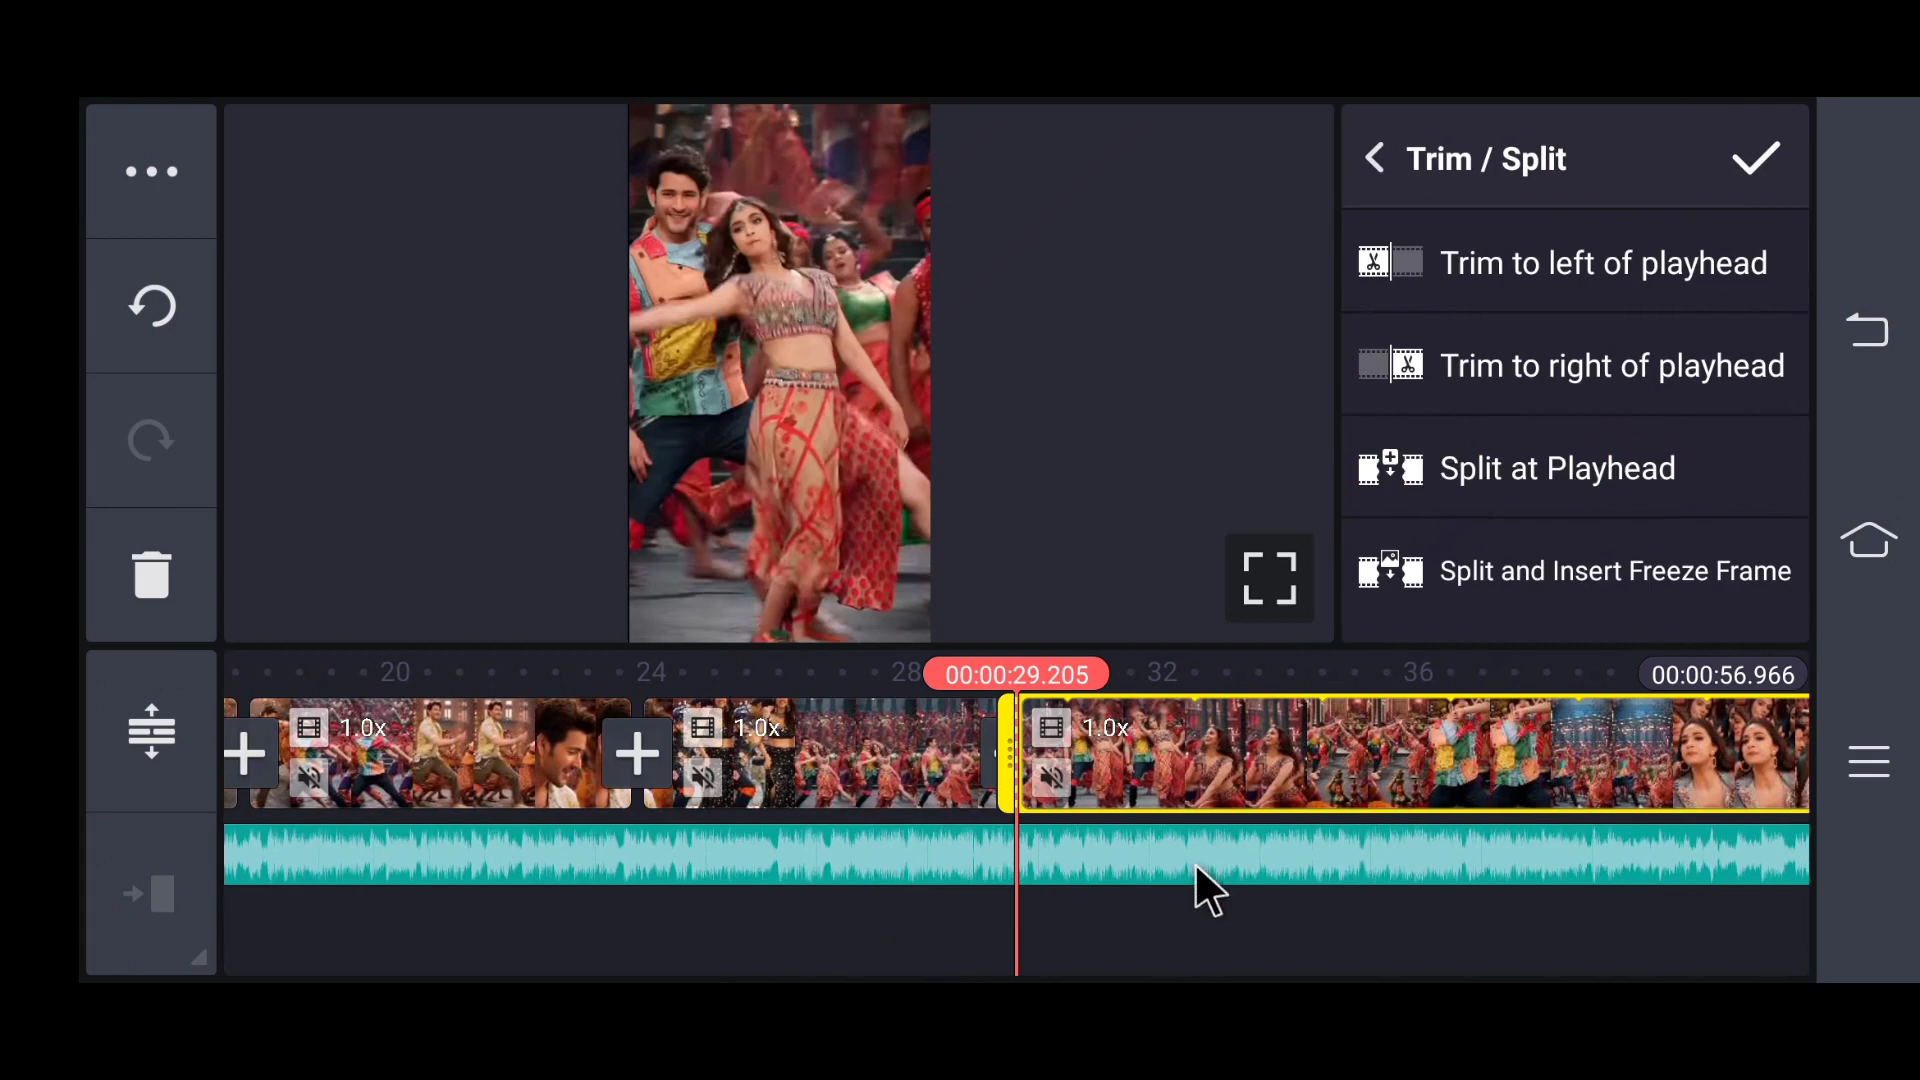 Trim / Split
Trim to left of playhead
Trim to right of playhead
Split at Playhead
Split and Insert Freeze Frame
20
24
28
00:00:29.205
32
36
00:00:56.966
1.0x
1.0x
1.0x